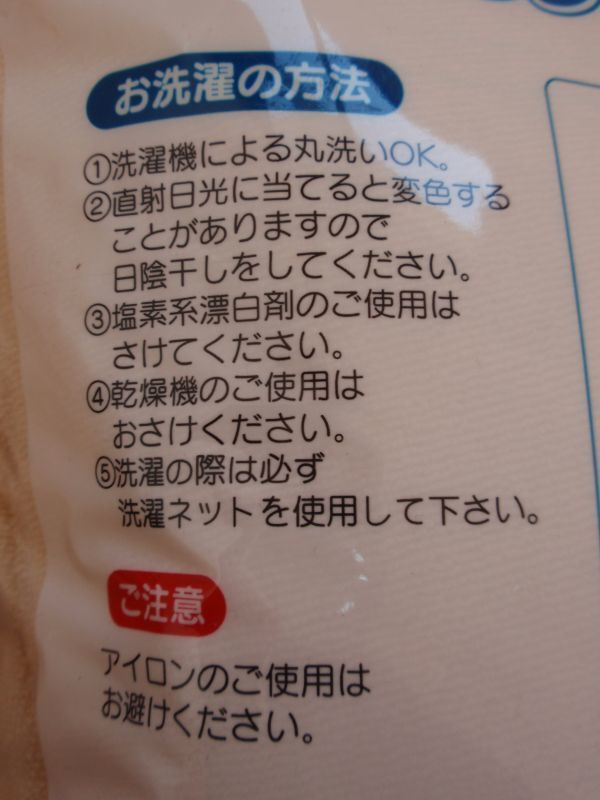 お洗濯の方法
①洗濯機による丸洗いOK。
②直射日光に当てると変色する
ことがありますので
日陰干しをしてください。
③塩素系漂白剤のご使用は
さけてください。
④乾燥機のご使用は
おさけください。
⑤洗濯の際は必ず
洗濯ネットを使用して下さい。
ご注意
アイロンのご使用は
お避けください。